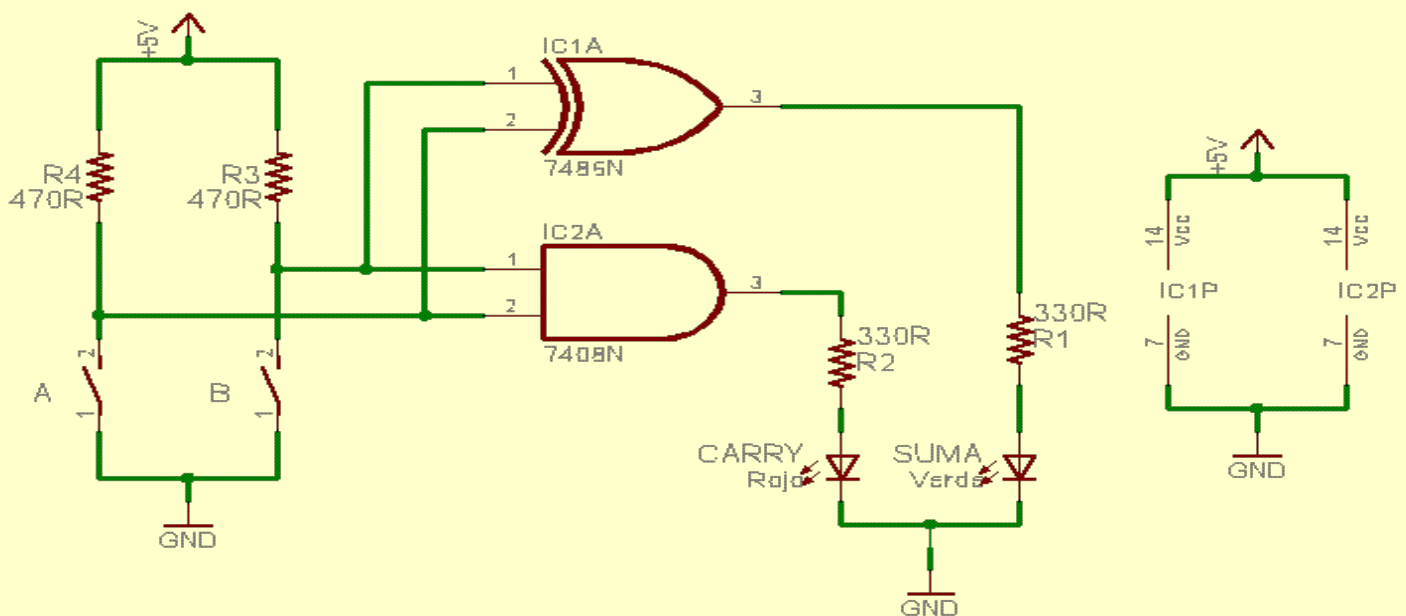 +5V
IC1A
1
2
3
7486N
R4
470R
R3
470R
IC2A
1
2
3
7408N
2
A
1
2
B
1
GND
330R
R2
330R
R1
CARRY
Rojo
SUMA
Verde
GND
+5V
14
VCC
14
VCC
IC1P
IC2P
7
GND
7
GND
GND